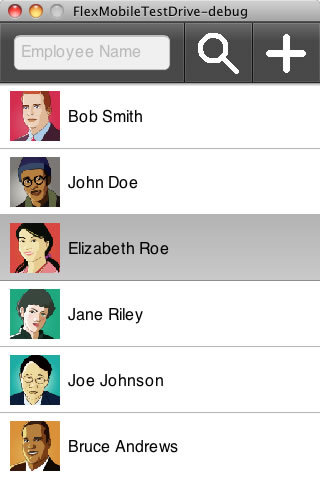 FlexMobileTestDrive-debug
Employee Name
Bob Smith
John Doe
Elizabeth Roe
Jane Riley
Joe Johnson
Bruce Andrews